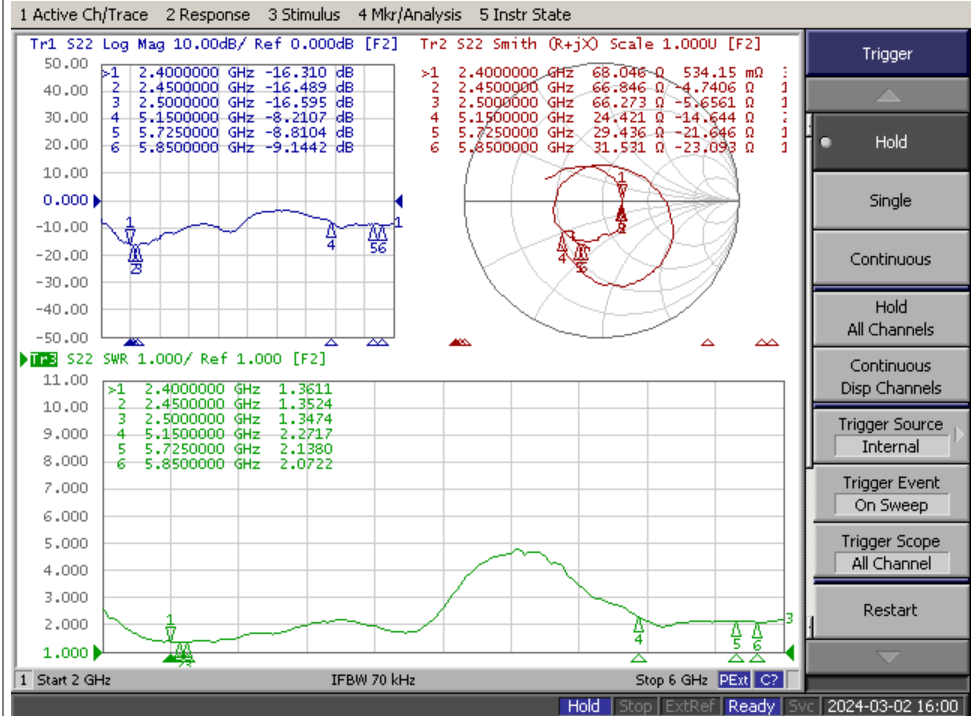 1 Active Ch/Trace 2 Response 3 Stimulus 4 Mkr/Analysis 5 Instr State
Tr1 S22 Log Mag 10.00dB/ Ref 0.000dB [F2]
50.00
40.00
30.00
20.00
10.00
0.000
-10.00
-20.00
-30.00
-40.00
-50.00
>1 2.4000000 GHz -16.310 dB
2 2.4500000 GHz -16.489 dB
3 2.5000000 GHz -16.595 dB
4 5.1500000 GHz -8.2107 dB
5 5.7250000 GHz -8.8104 dB
6 5.8500000 GHz -9.1442 dB
Tr2 S22 Smith (R+jX) Scale 1.000U [F2]
>1 2.4000000 GHz 68.046 Ω 534.15 mΩ
2 2.4500000 GHz 66.846 Ω -4.7406 Ω
3 2.5000000 GHz 66.273 Ω -5.6561 Ω
4 5.1500000 GHz 24.421 Ω -14.644 Ω
5 5.7250000 GHz 29.436 Ω -21.646 Ω
6 5.8500000 GHz 31.531 Ω -23.093 Ω
Tr3 S22 SWR 1.000/ Ref 1.000 [F2]
11.00
10.00
9.000
8.000
7.000
6.000
5.000
4.000
3.000
2.000
1.000
>1 2.4000000 GHz 1.3611
2 2.4500000 GHz 1.3524
3 2.5000000 GHz 1.3474
4 5.1500000 GHz 2.2717
5 5.7250000 GHz 2.1380
6 5.8500000 GHz 2.0722
1 Start 2 GHz IFBW 70 kHz Stop 6 GHz PExt C?
Trigger
Hold
Single
Continuous
Hold
All Channels
Continuous
Disp Channels
Trigger Source
Internal
Trigger Event
On Sweep
Trigger Scope
All Channel
Restart
Hold Stop ExtRef Ready Svc 2024-03-02 16:00